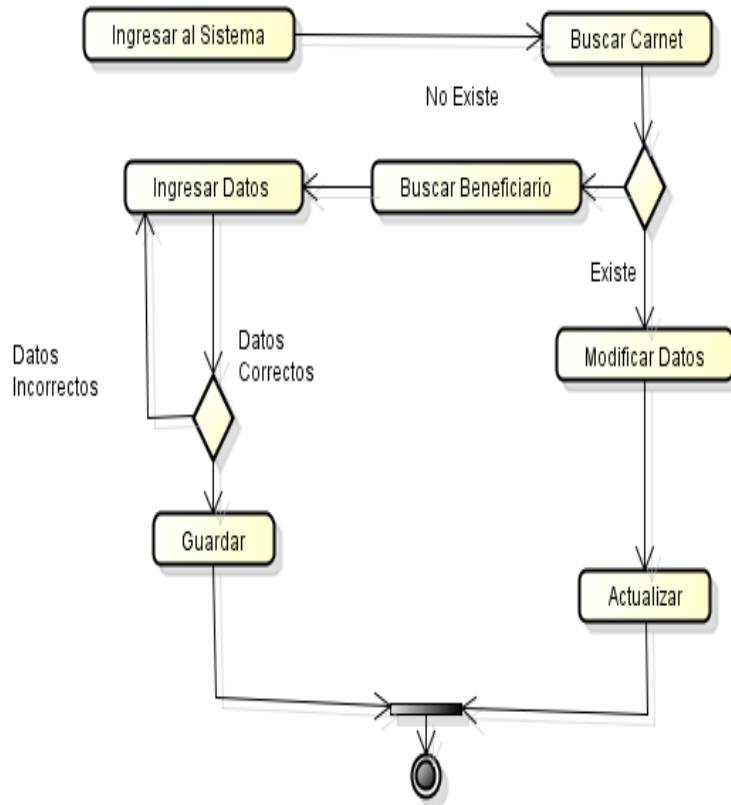 Ingresar al Sistema
Buscar Carnet
No Existe
Ingresar Datos
Buscar Beneficiario
Existe
Datos
Incorrectos
Datos
Correctos
Modificar Datos
Guardar
Actualizar